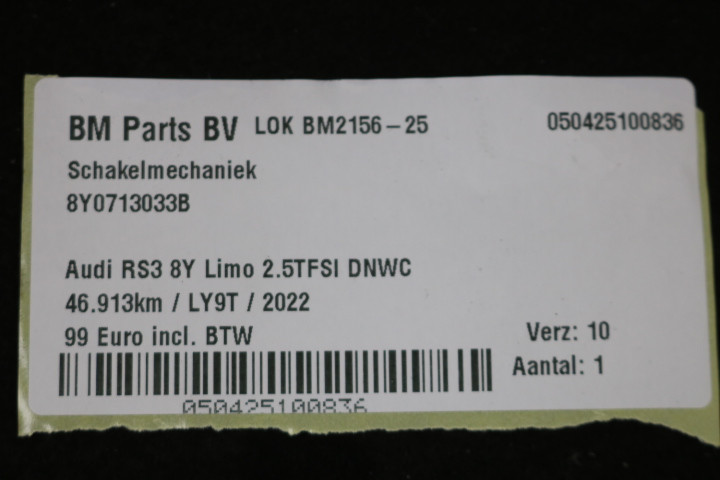 BM Parts BV LOK BM2156-25 050425100836
Schakelmechaniek
8Y0713033B
Audi RS3 8Y Limo 2.5TFSI DNWC
46.913km / LY9T / 2022
99 Euro incl. BTW Verz: 10
Aantal: 1
050425100836